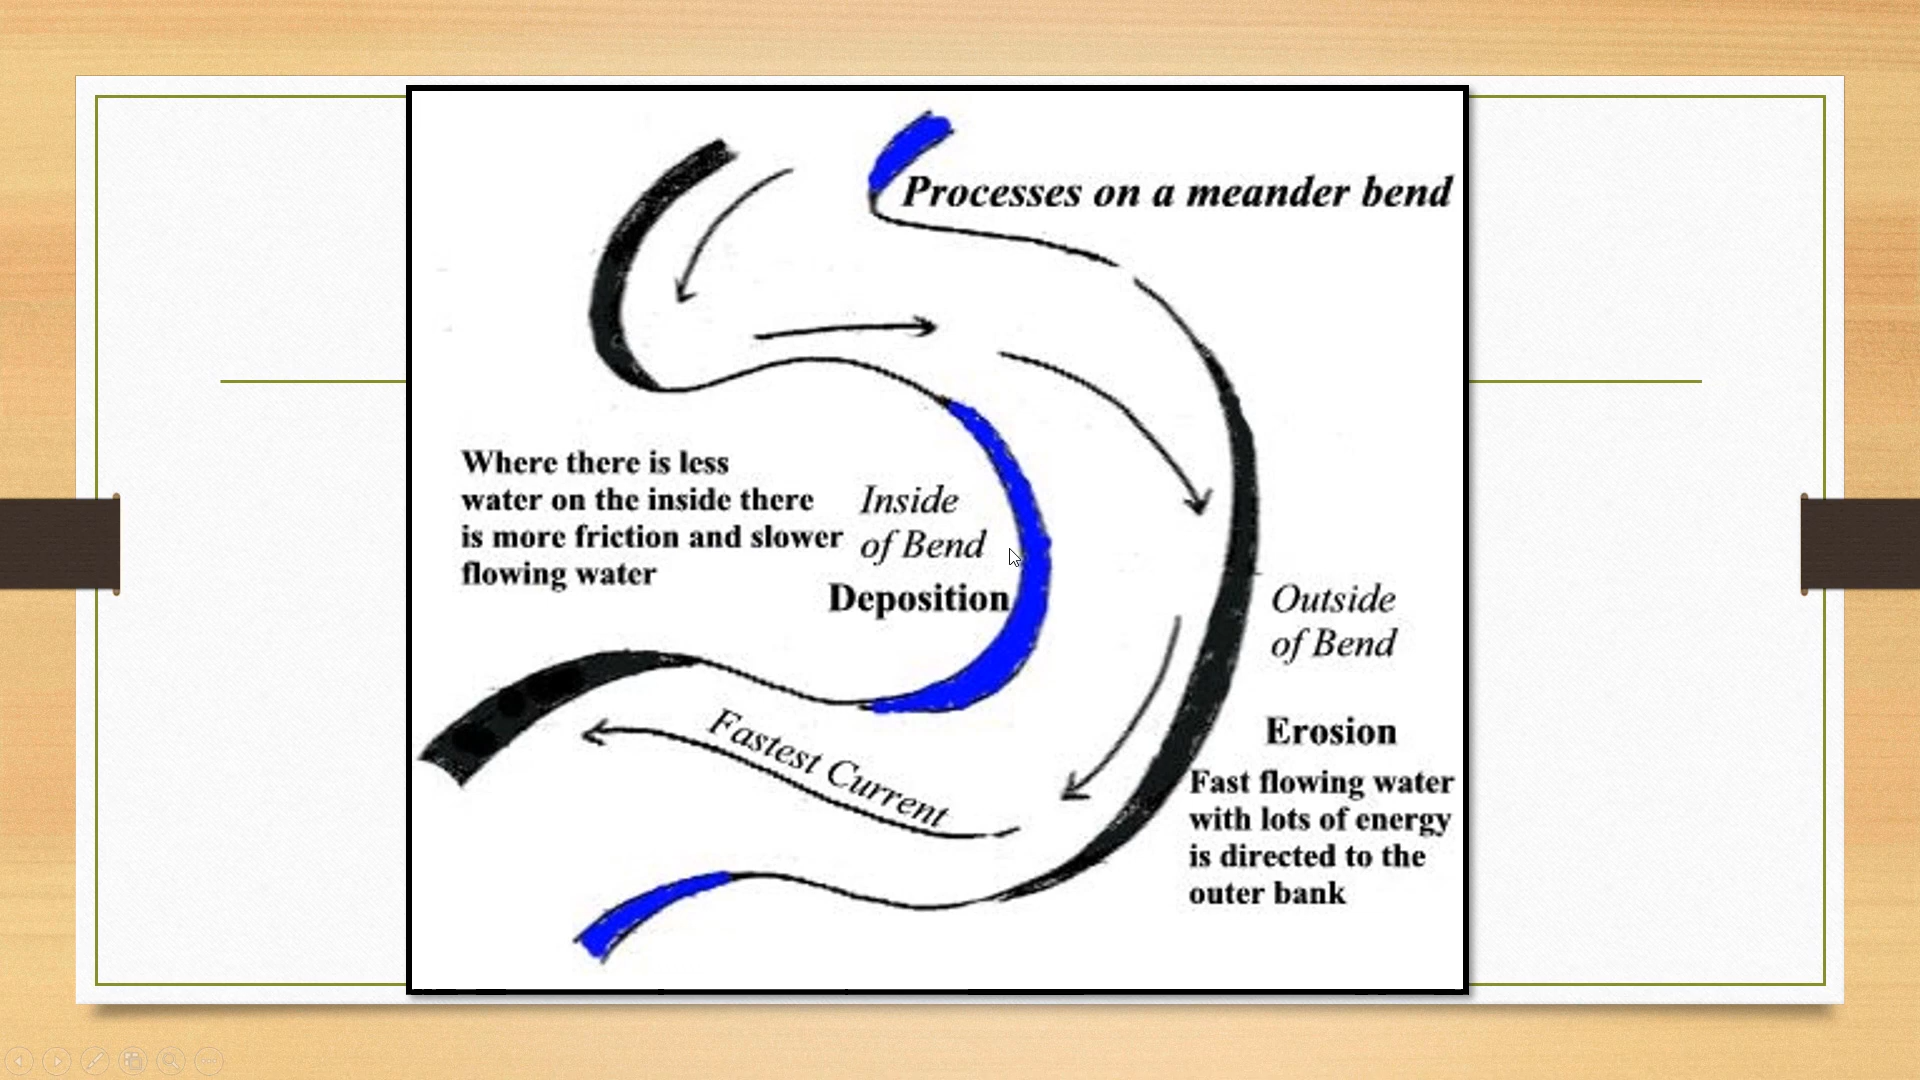 Processes on a meander bend
Where there is less
water on the inside there
is more friction and slower
flowing water
Inside
of Bend
Deposition
Outside
of Bend
Fastest Current
Erosion
Fast flowing water
with lots of energy
is directed to the
outer bank